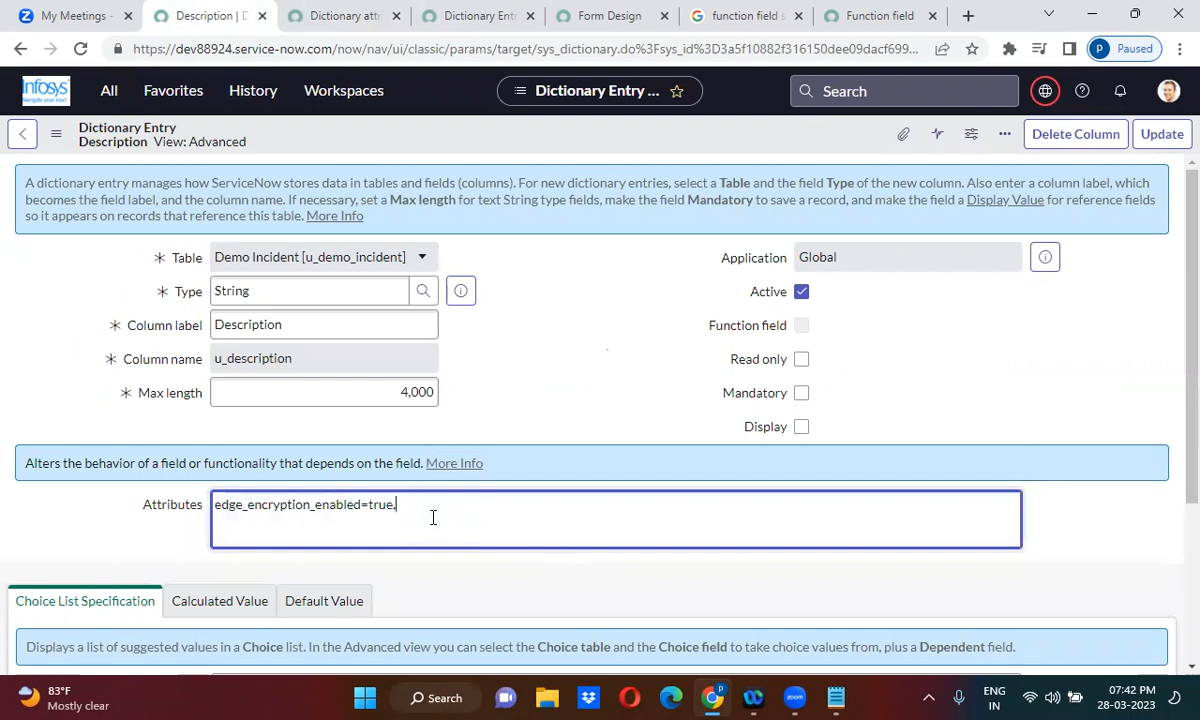 My Meetings -
Description | D
Dictionary att
Dictionary Ent
Form Design
function field s
Function field
https://dev88924.service-now.com/now/nav/ui/classic/params/target/sys_dictionary.do%3Fsys_id%3D3a5f10882f316150dee09dacf699...
Paused
Infosys
Navigate your next
All
Favorites
History
Workspaces
Dictionary Entry ...
Search
Dictionary Entry
Description View: Advanced
Delete Column
Update
A dictionary entry manages how ServiceNow stores data in tables and fields (columns). For new dictionary entries, select a Table and the field Type of the new column. Also enter a column label, which
becomes the field label, and the column name. If necessary, set a Max length for text String type fields, make the field Mandatory to save a record, and make the field a Display Value for reference fields
so it appears on records that reference this table. More Info
Table
Demo Incident [u_demo_incident]
Application
Global
Type
String
Active
Column label
Description
Function field
Column name
u_description
Read only
Max length
4,000
Mandatory
Display
Alters the behavior of a field or functionality that depends on the field. More Info
Attributes
edge_encryption_enabled=true,
Choice List Specification
Calculated Value
Default Value
Displays a list of suggested values in a Choice list. In the Advanced view you can select the Choice table and the Choice field to take choice values from, plus a Dependent field.
83°F
Mostly clear
Search
ENG
IN
07:42 PM
28-03-2023